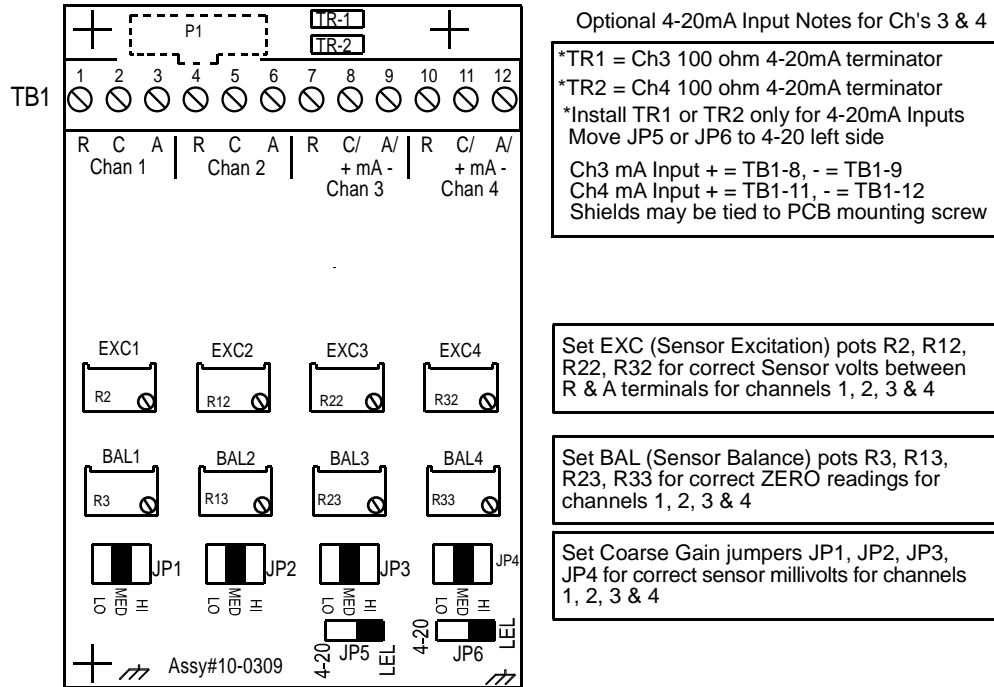 P1
TR-1
TR-2
TB1
1 2 3 4 5 6 7 8 9 10 11 12
R C A R C A R C/ A/ R C/ A/
Chan 1 Chan 2 + mA - + mA -
Chan 3 Chan 4
EXC1 EXC2 EXC3 EXC4
R2 R12 R22 R32
BAL1 BAL2 BAL3 BAL4
R3 R13 R23 R33
JP1 JP2 JP3 JP4
LO MED HI LO MED HI LO MED HI LO MED HI
4-20 JP5 LEL 4-20 JP6 LEL
Assy#10-0309
Optional 4-20mA Input Notes for Ch's 3 & 4
*TR1 = Ch3 100 ohm 4-20mA terminator
*TR2 = Ch4 100 ohm 4-20mA terminator
*Install TR1 or TR2 only for 4-20mA Inputs
Move JP5 or JP6 to 4-20 left side
Ch3 mA Input + = TB1-8, - = TB1-9
Ch4 mA Input + = TB1-11, - = TB1-12
Shields may be tied to PCB mounting screw
Set EXC (Sensor Excitation) pots R2, R12,
R22, R32 for correct Sensor volts between
R & A terminals for channels 1, 2, 3 & 4
Set BAL (Sensor Balance) pots R3, R13,
R23, R33 for correct ZERO readings for
channels 1, 2, 3 & 4
Set Coarse Gain jumpers JP1, JP2, JP3,
JP4 for correct sensor millivolts for channels
1, 2, 3 & 4